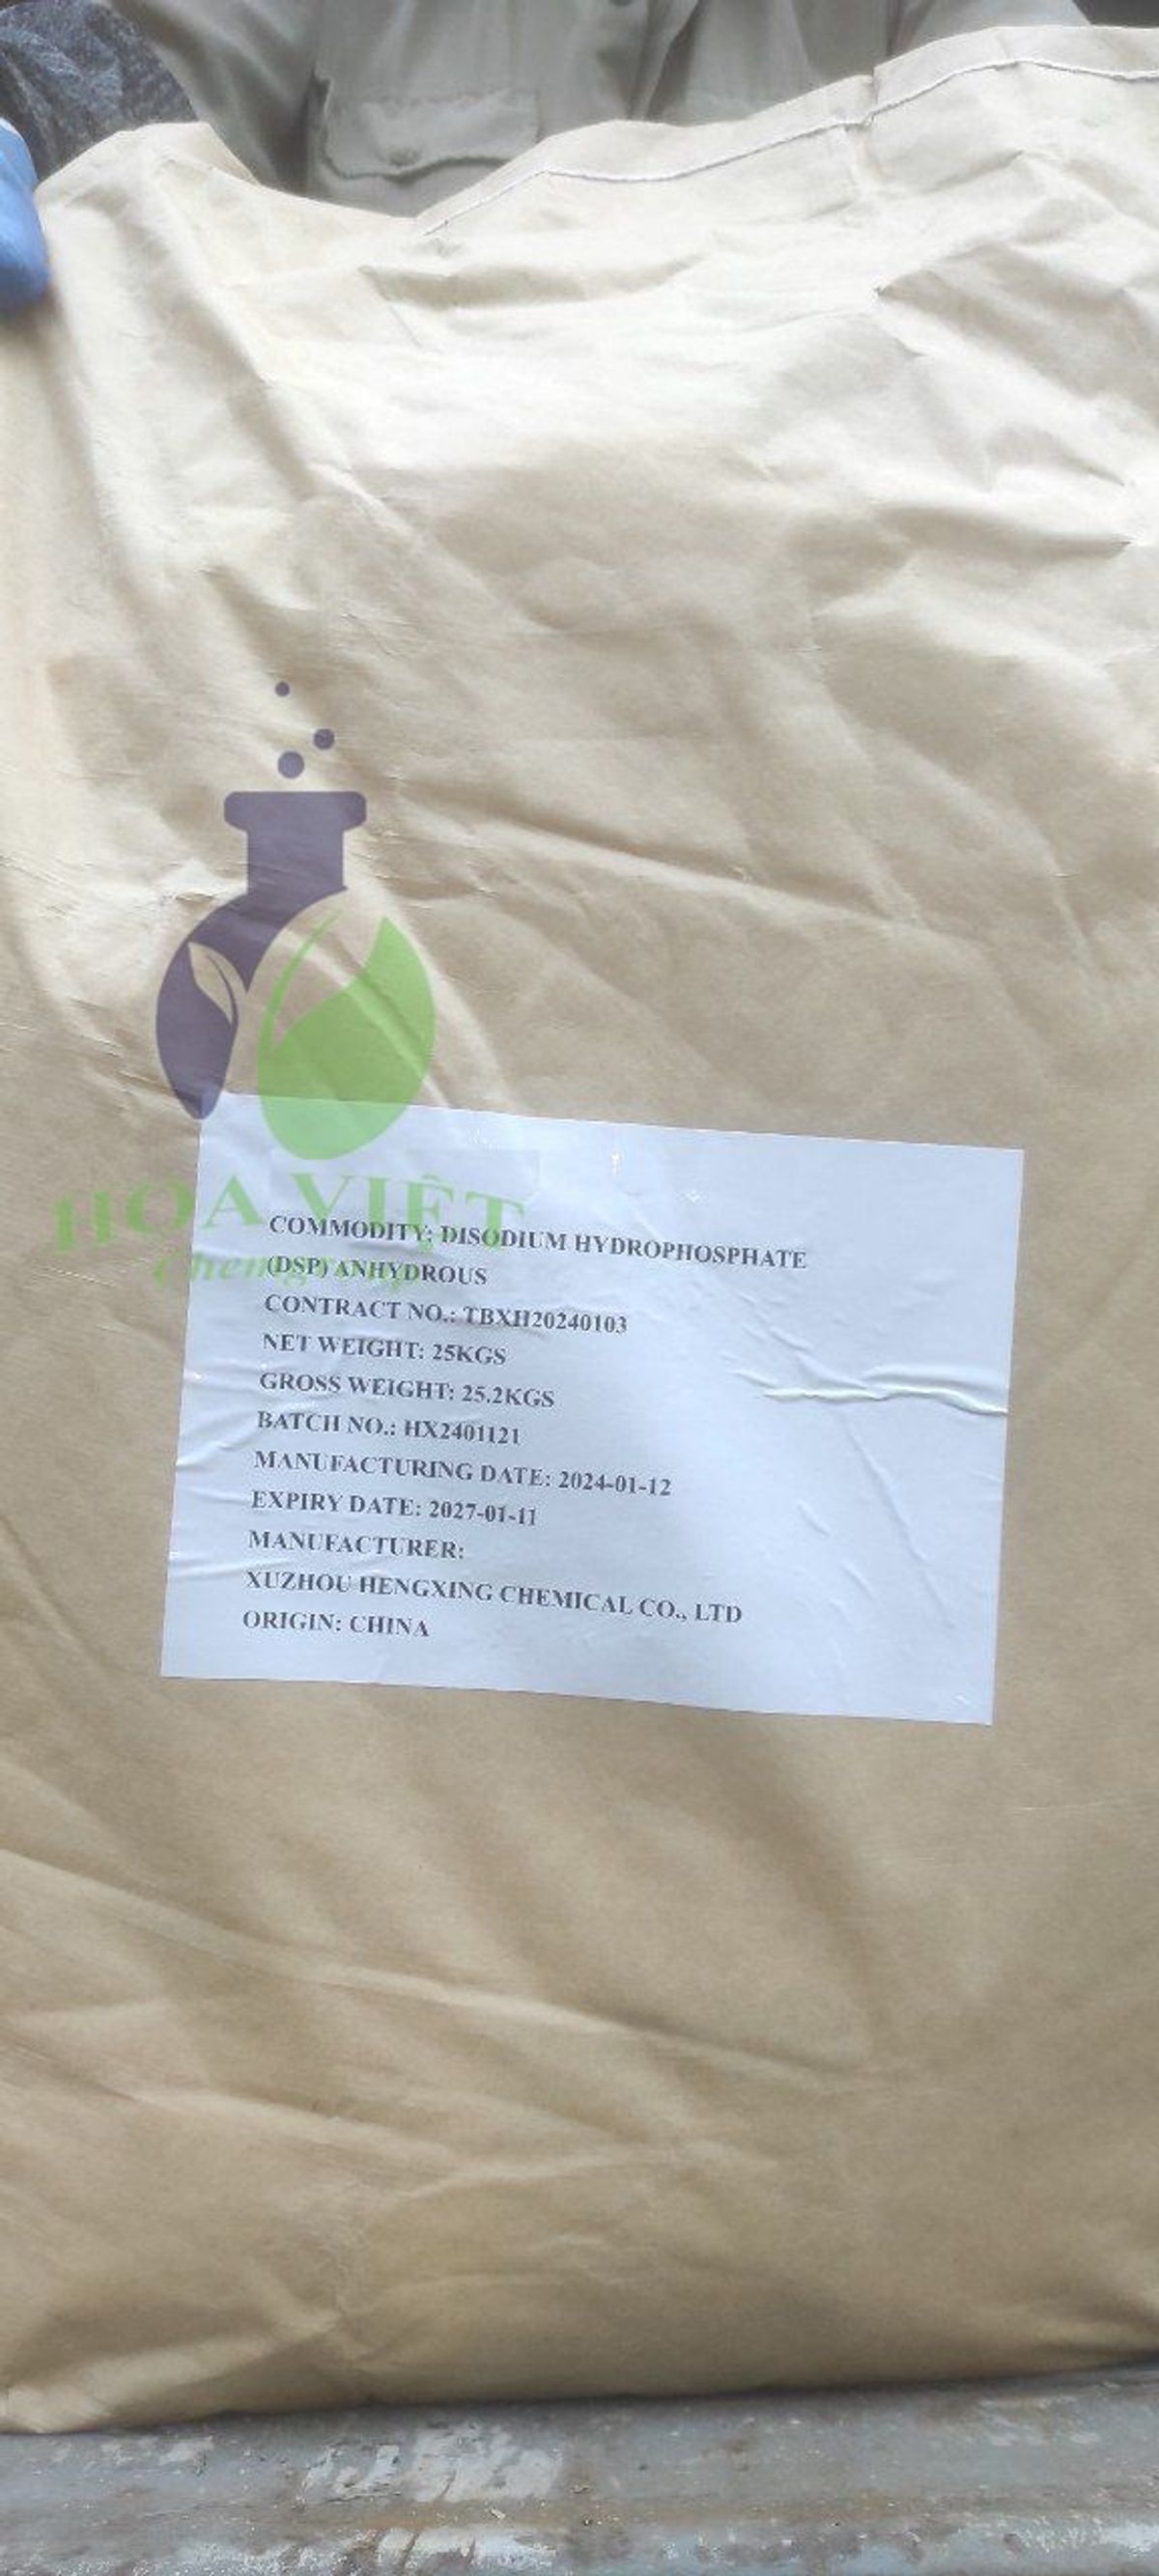 HOA VIỆT
Chemgroup
COMMODITY: DISODIUM HYDROPHOSPHATE
(DSP) ANHYDROUS
CONTRACT NO.: TBXH20240103
NET WEIGHT: 25KGS
GROSS WEIGHT: 25.2KGS
BATCH NO.: HX2401121
MANUFACTURING DATE: 2024-01-12
EXPIRY DATE: 2027-01-11
MANUFACTURER:
XUZHOU HENGXING CHEMICAL CO., LTD
ORIGIN: CHINA